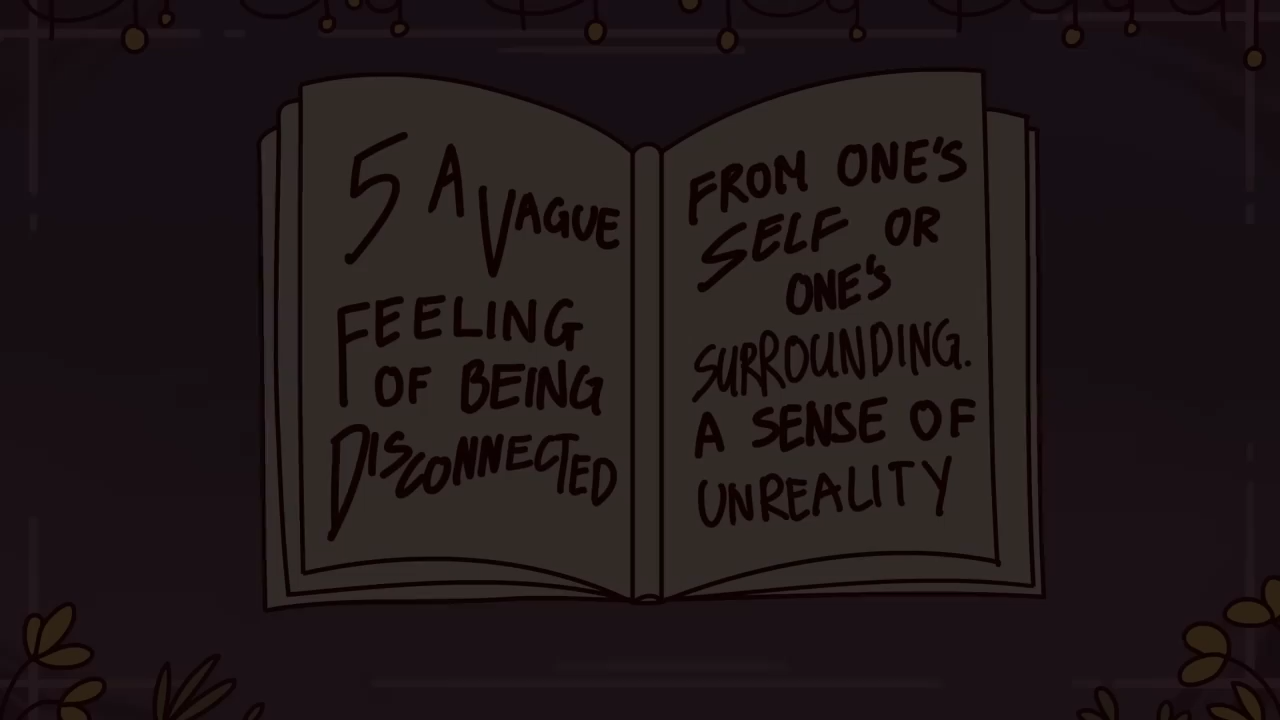 5 A VAGUE
FEELING
OF BEING
DISCONNECTED
FROM ONE'S
SELF OR
ONE'S
SURROUNDING.
A SENSE OF
UNREALITY